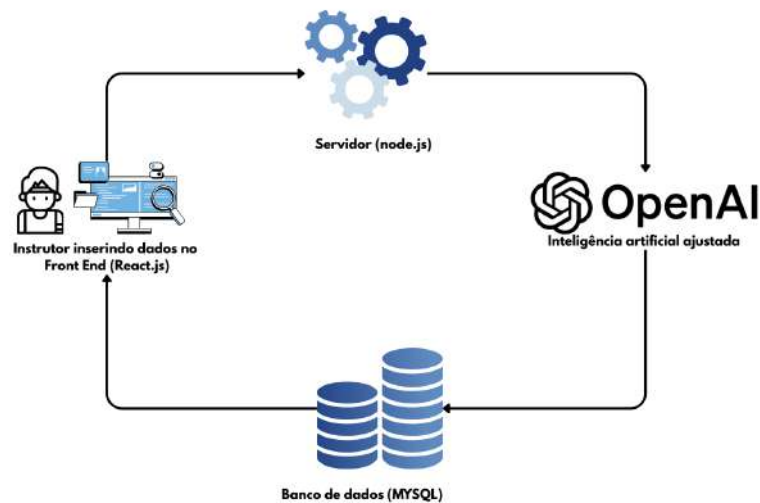 Servidor (node.js)
Instrutor inserindo dados no
Front End (React.js)
OpenAI
Inteligência artificial ajustada
Banco de dados (MYSQL)